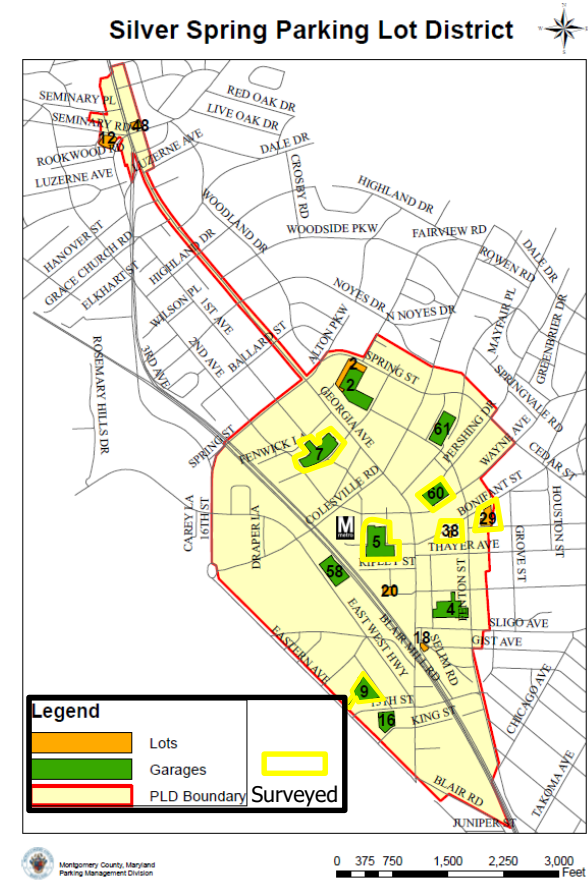 Silver Spring Parking Lot District
N
W
E
S
SEMINARY PL
RED OAK DR
SEMINARY RD
48
LIVE OAK DR
12
ROOKWOOD RD
LUZERNE AVE
DALE DR
LUZERNE AVE
CROSBY RD
HIGHLAND DR
WOODLAND DR
WOODSIDE PKW
FAIRVIEW RD
HANOVER ST
GRACE CHURCH RD
HIGHLAND DR
DALE DR
ROWEN RD
ELKHART ST
WILSON PL
1ST AVE
NOYES DR
N NOYES DR
MAYFAIR PL
GREENBRIER DR
2ND AVE
BALLARD ST
ALTON PKW
ROSEMARY HILLS DR
3RD AVE
2
SPRING ST
2
SPRINGVALE RD
GEORGIA AVE
61
PERSHING DR
WAYNE AVE
SPRING ST
FENWICK L
7
CEDAR ST
COLESVILLE RD
60
BONIFANT ST
HOUSTON ST
CAREY LA
16TH ST
DRAPER LA
M
metro
5
38
29
THAYER AVE
GROVE ST
RIPLEY ST
58
20
FENTON ST
4
EAST WEST HWY
BLAIR MILL RD
18
SELIM RD
SLIGO AVE
GIST AVE
EASTERN AVE
CHICAGO AVE
9
13TH ST
16
KING ST
TAKOMA AVE
BLAIR RD
JUNIPER ST
Legend
Lots
Garages
PLD Boundary
Surveyed
Montgomery County, Maryland
Parking Management Division
0 375 750 1,500 2,250 3,000
Feet